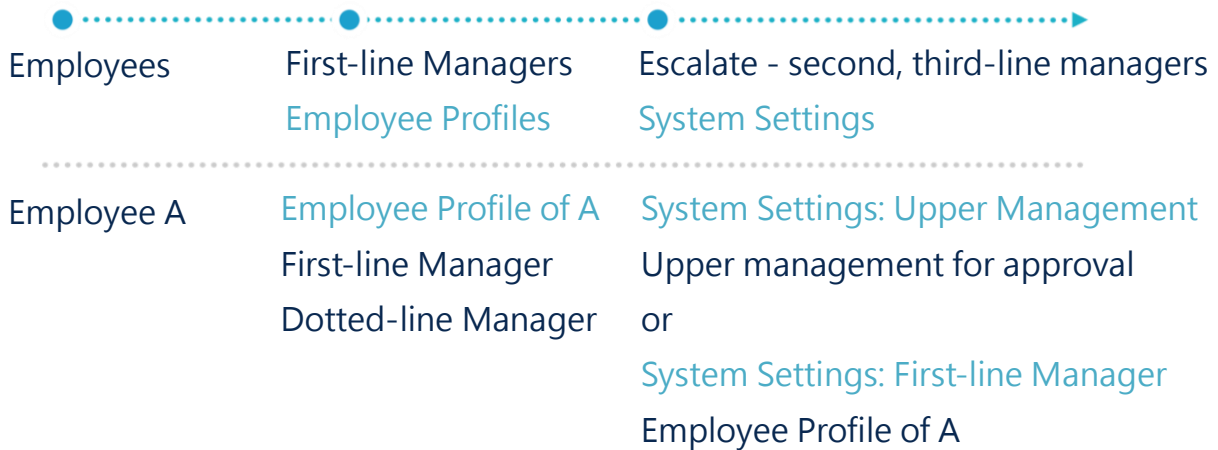 Employees
First-line Managers
Employee Profiles
Escalate - second, third-line managers
System Settings
Employee A
Employee Profile of A
First-line Manager
Dotted-line Manager
System Settings: Upper Management
Upper management for approval
or
System Settings: First-line Manager
Employee Profile of A